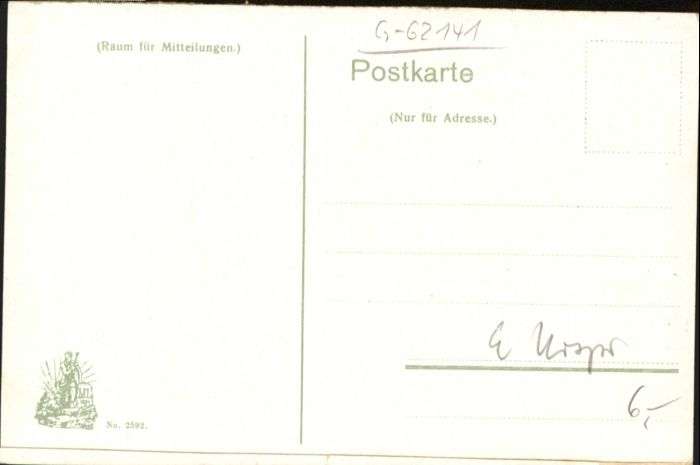 (Raum für Mitteilungen.)
G-62141
Postkarte
(Nur für Adresse.)
6,-
No. 2592.